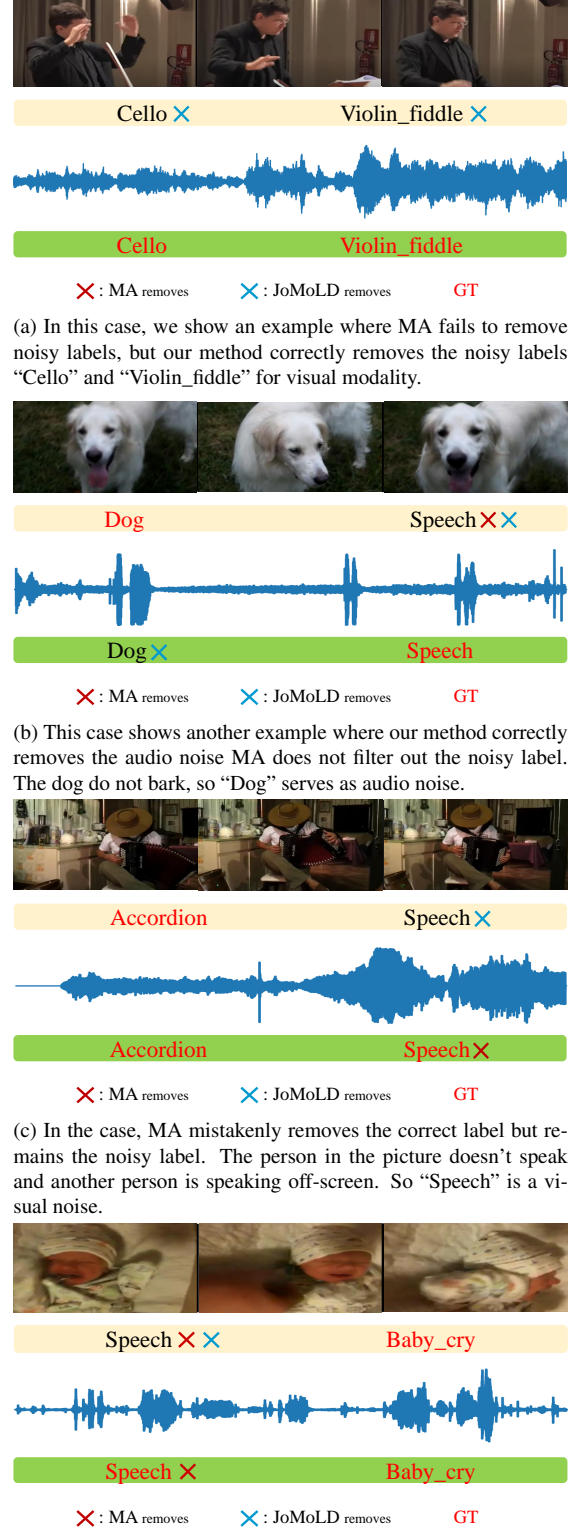 Cello Violin_fiddle
Cello Violin_fiddle
: MA removes : JoMoLD removes GT
(a) In this case, we show an example where MA fails to remove
noisy labels, but our method correctly removes the noisy labels
“Cello” and “Violin_fiddle” for visual modality.
Dog Speech
Dog Speech
: MA removes : JoMoLD removes GT
(b) This case shows another example where our method correctly
removes the audio noise MA does not filter out the noisy label.
The dog do not bark, so “Dog” serves as audio noise.
Accordion Speech
Accordion Speech
: MA removes : JoMoLD removes GT
(c) In the case, MA mistakenly removes the correct label but re-
mains the noisy label. The person in the picture doesn’t speak
and another person is speaking off-screen. So “Speech” is a vi-
sual noise.
Speech Baby_cry
Speech Baby_cry
: MA removes : JoMoLD removes GT